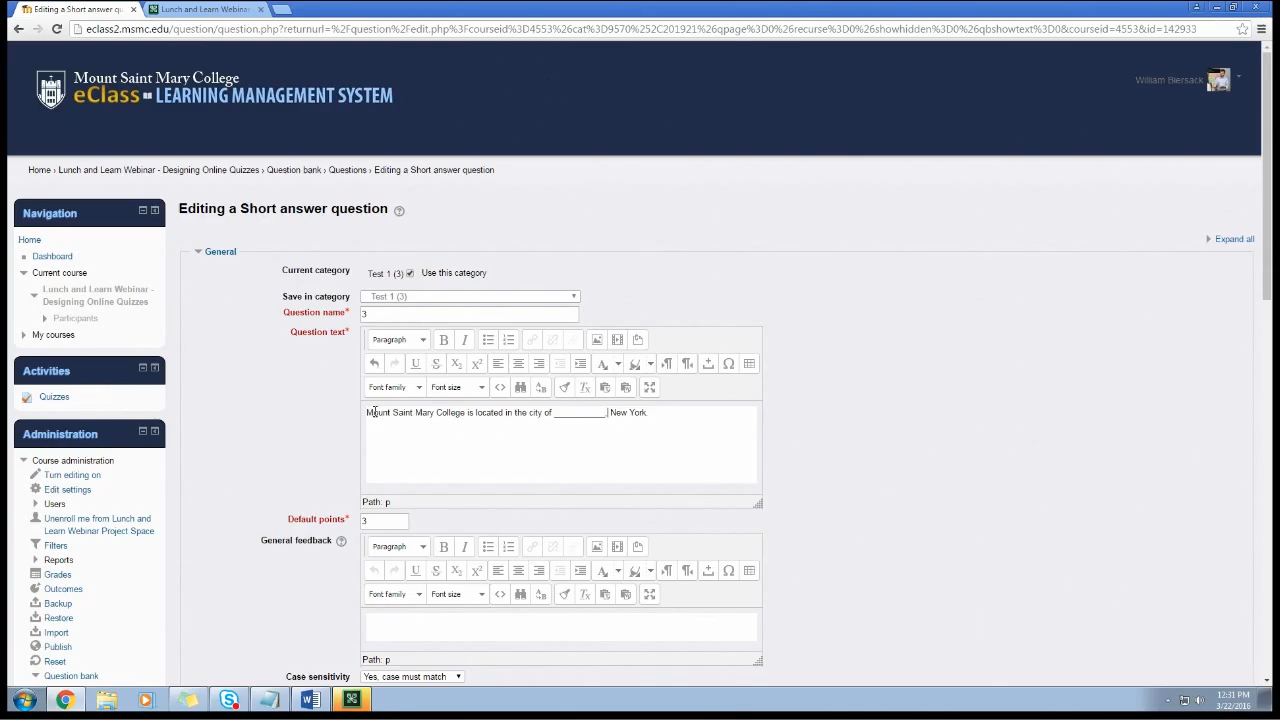 Editing a Short answer qu
Lunch and Learn Webinar
eclass2.msmc.edu/question/question.php?returnurl=%2Fquestion%2Fedit.php%3Fcourseid%3D4553%26cat%3D9570%252C201921%26qpage%3D0%26recurse%3D0%26showhidden%3D0%26qbshowtext%3D0&courseid=4553&id=142933
Mount Saint Mary College
eClass LEARNING MANAGEMENT SYSTEM
William Biersack
Home › Lunch and Learn Webinar - Designing Online Quizzes › Question bank › Questions › Editing a Short answer question
Navigation
Home
Dashboard
Current course
Lunch and Learn Webinar -
Designing Online Quizzes
Participants
My courses
Activities
Quizzes
Administration
Course administration
Turn editing on
Edit settings
Users
Unenroll me from Lunch and
Learn Webinar Project Space
Filters
Reports
Grades
Outcomes
Backup
Restore
Import
Publish
Reset
Question bank
Editing a Short answer question
Expand all
General
Current category Test 1 (3) Use this category
Save in category Test 1 (3)
Question name* 3
Question text*
Paragraph B I
U S X₂ X² A Ω
Font family Font size
Mount Saint Mary College is located in the city of ___________, New York.
Path: p
Default points* 3
General feedback
Paragraph B I
U S X₂ X² A Ω
Font family Font size
Path: p
Case sensitivity Yes, case must match
12:31 PM
3/22/2016